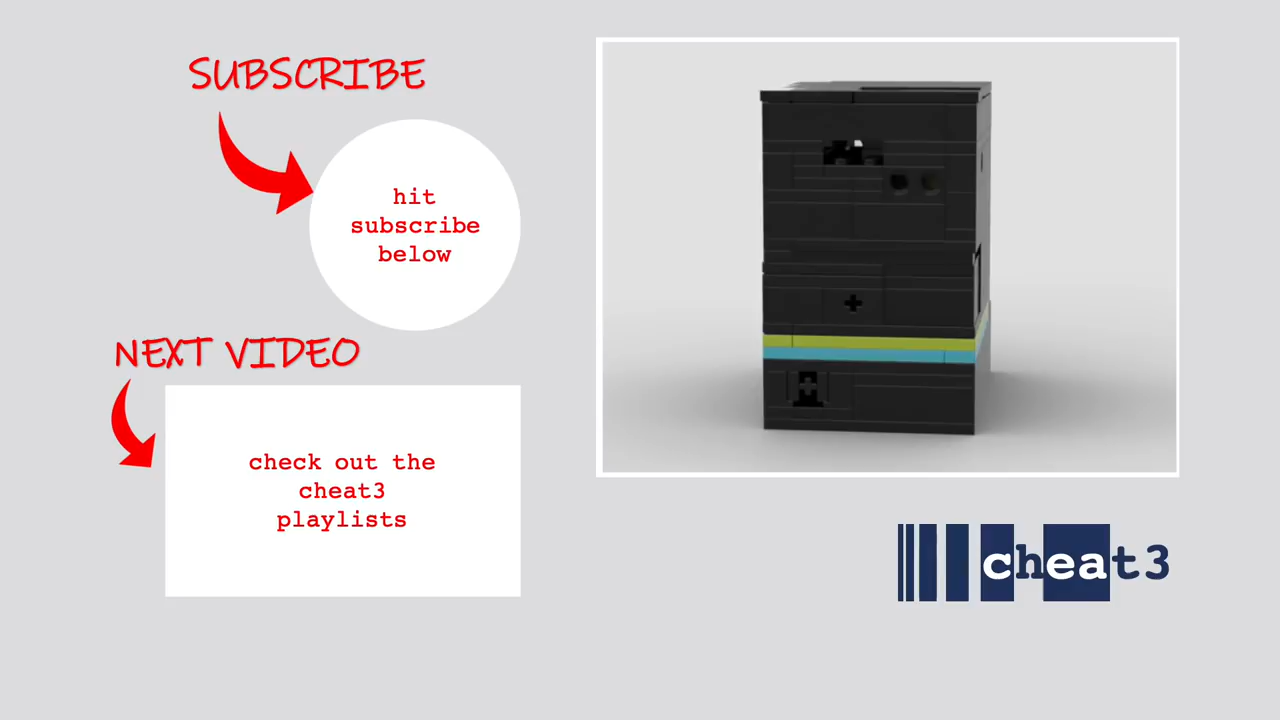 SUBSCRIBE
hit
subscribe
below
NEXT VIDEO
check out the
cheat3
playlists
cheat3